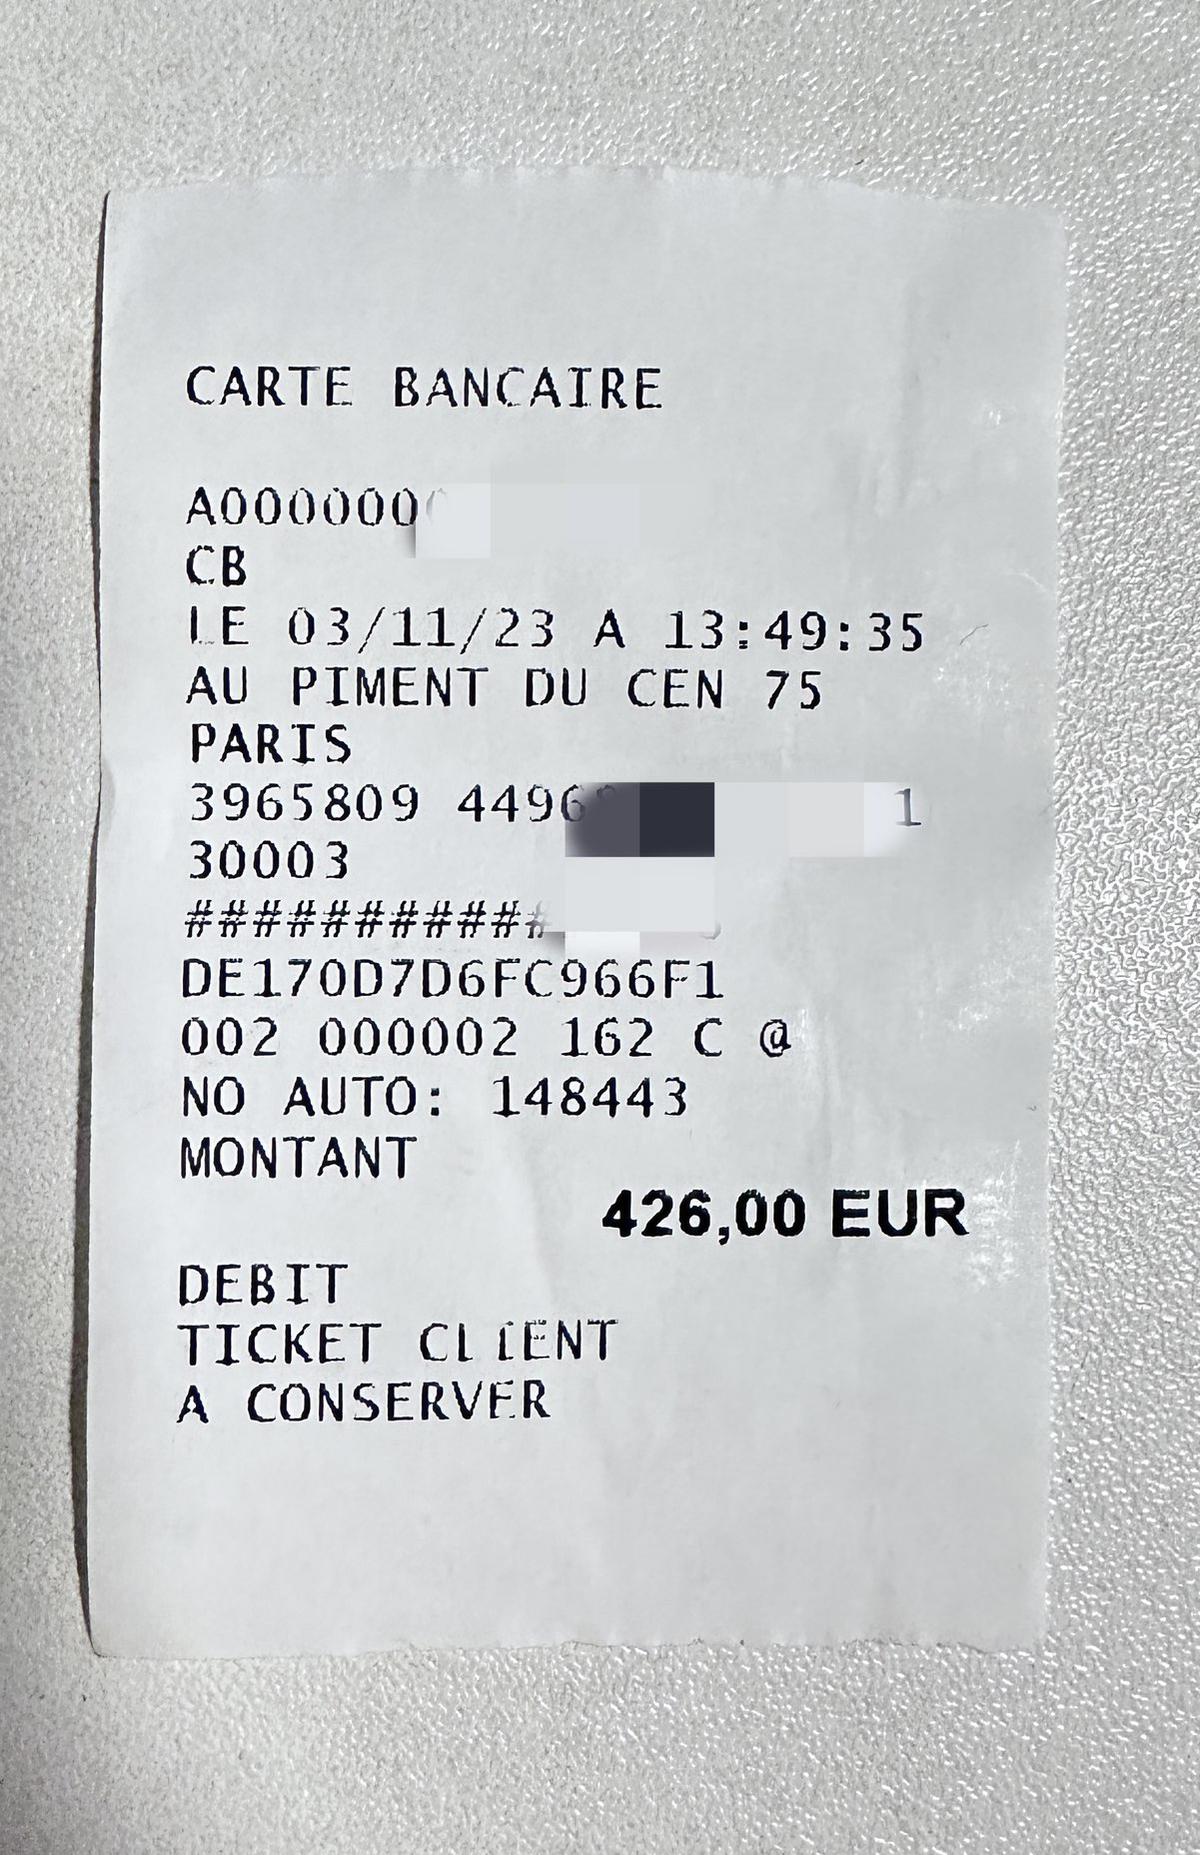 CARTE BANCAIRE
A000000
CB
LE 03/11/23 A 13:49:35
AU PIMENT DU CEN 75
PARIS
3965809 4496 1
30003
###########
DE170D7D6FC966F1
002 000002 162 C @
NO AUTO: 148443
MONTANT
426,00 EUR
DEBIT
TICKET CLIENT
A CONSERVER